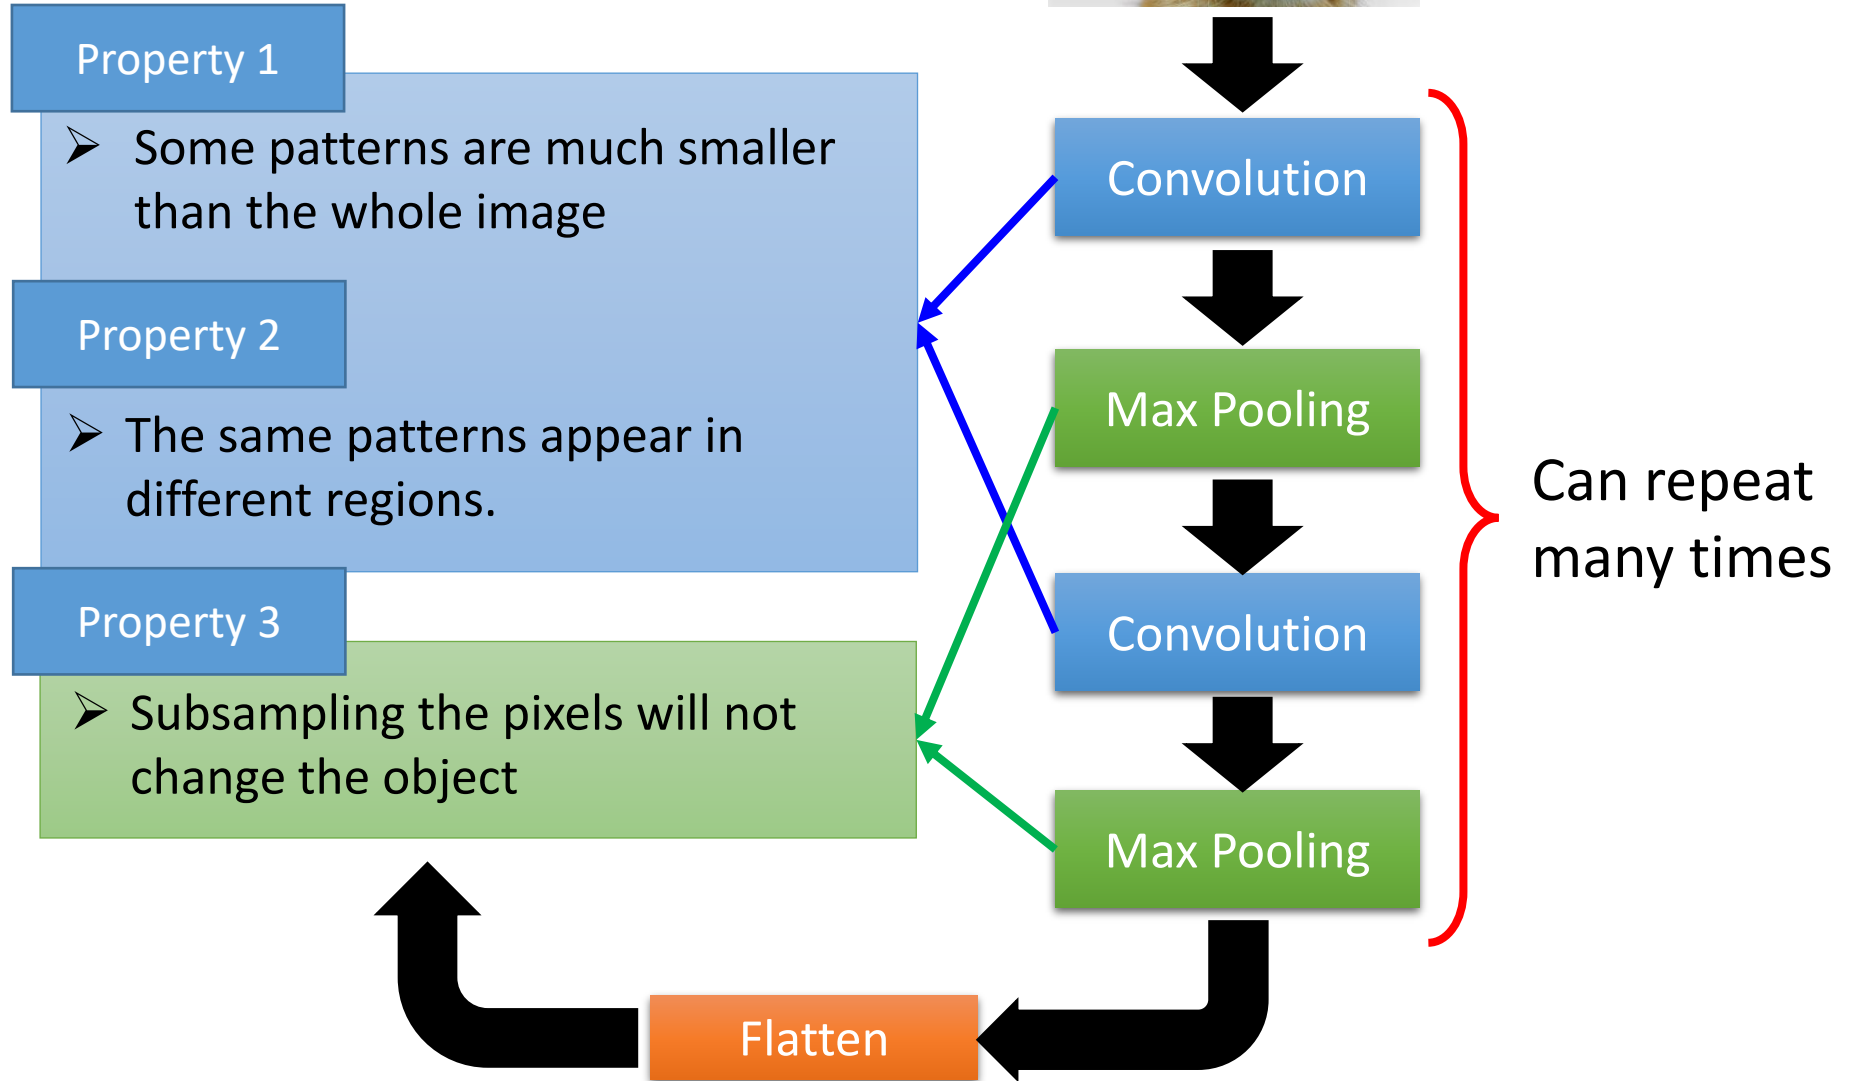 Property 1
Some patterns are much smaller
than the whole image
Property 2
The same patterns appear in
different regions.
Property 3
Subsampling the pixels will not
change the object
Convolution
Max Pooling
Convolution
Max Pooling
Can repeat
many times
Flatten